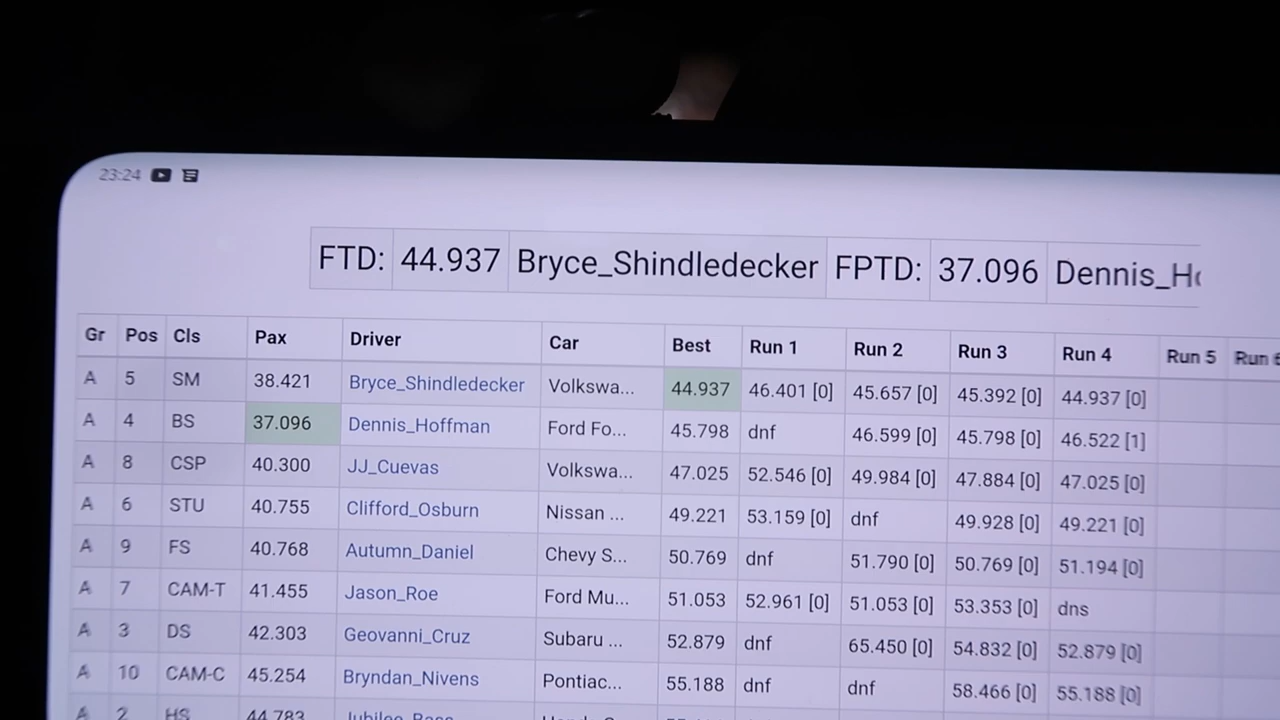 23:24
FTD: 44.937 Bryce_Shindledecker FPTD: 37.096 Dennis_Ho
Gr Pos Cls Pax Driver Car Best Run 1 Run 2 Run 3 Run 4 Run 5 Run 6
A 5 SM 38.421 Bryce_Shindledecker Volkswa... 44.937 46.401 [0] 45.657 [0] 45.392 [0] 44.937 [0]
A 4 BS 37.096 Dennis_Hoffman Ford Fo... 45.798 dnf 46.599 [0] 45.798 [0] 46.522 [1]
A 8 CSP 40.300 JJ_Cuevas Volkswa... 47.025 52.546 [0] 49.984 [0] 47.884 [0] 47.025 [0]
A 6 STU 40.755 Clifford_Osburn Nissan ... 49.221 53.159 [0] dnf 49.928 [0] 49.221 [0]
A 9 FS 40.768 Autumn_Daniel Chevy S... 50.769 dnf 51.790 [0] 50.769 [0] 51.194 [0]
A 7 CAM-T 41.455 Jason_Roe Ford Mu... 51.053 52.961 [0] 51.053 [0] 53.353 [0] dns
A 3 DS 42.303 Geovanni_Cruz Subaru ... 52.879 dnf 65.450 [0] 54.832 [0] 52.879 [0]
A 10 CAM-C 45.254 Bryndan_Nivens Pontiac... 55.188 dnf dnf 58.466 [0] 55.188 [0]
A 2 HS 44.783